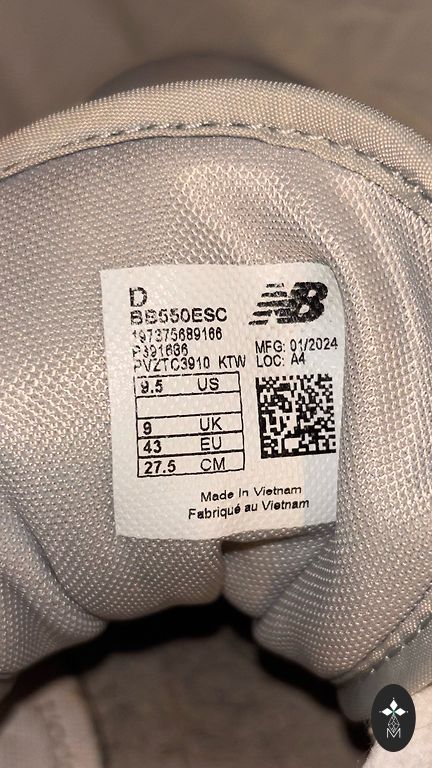 D
BB550ESC
197375689166
P391686
PVZTC3910 KTW
NB
MFG: 01/2024
LOC: A4
9.5 US
9 UK
43 EU
27.5 CM
Made in Vietnam
Fabriqué au Vietnam
M